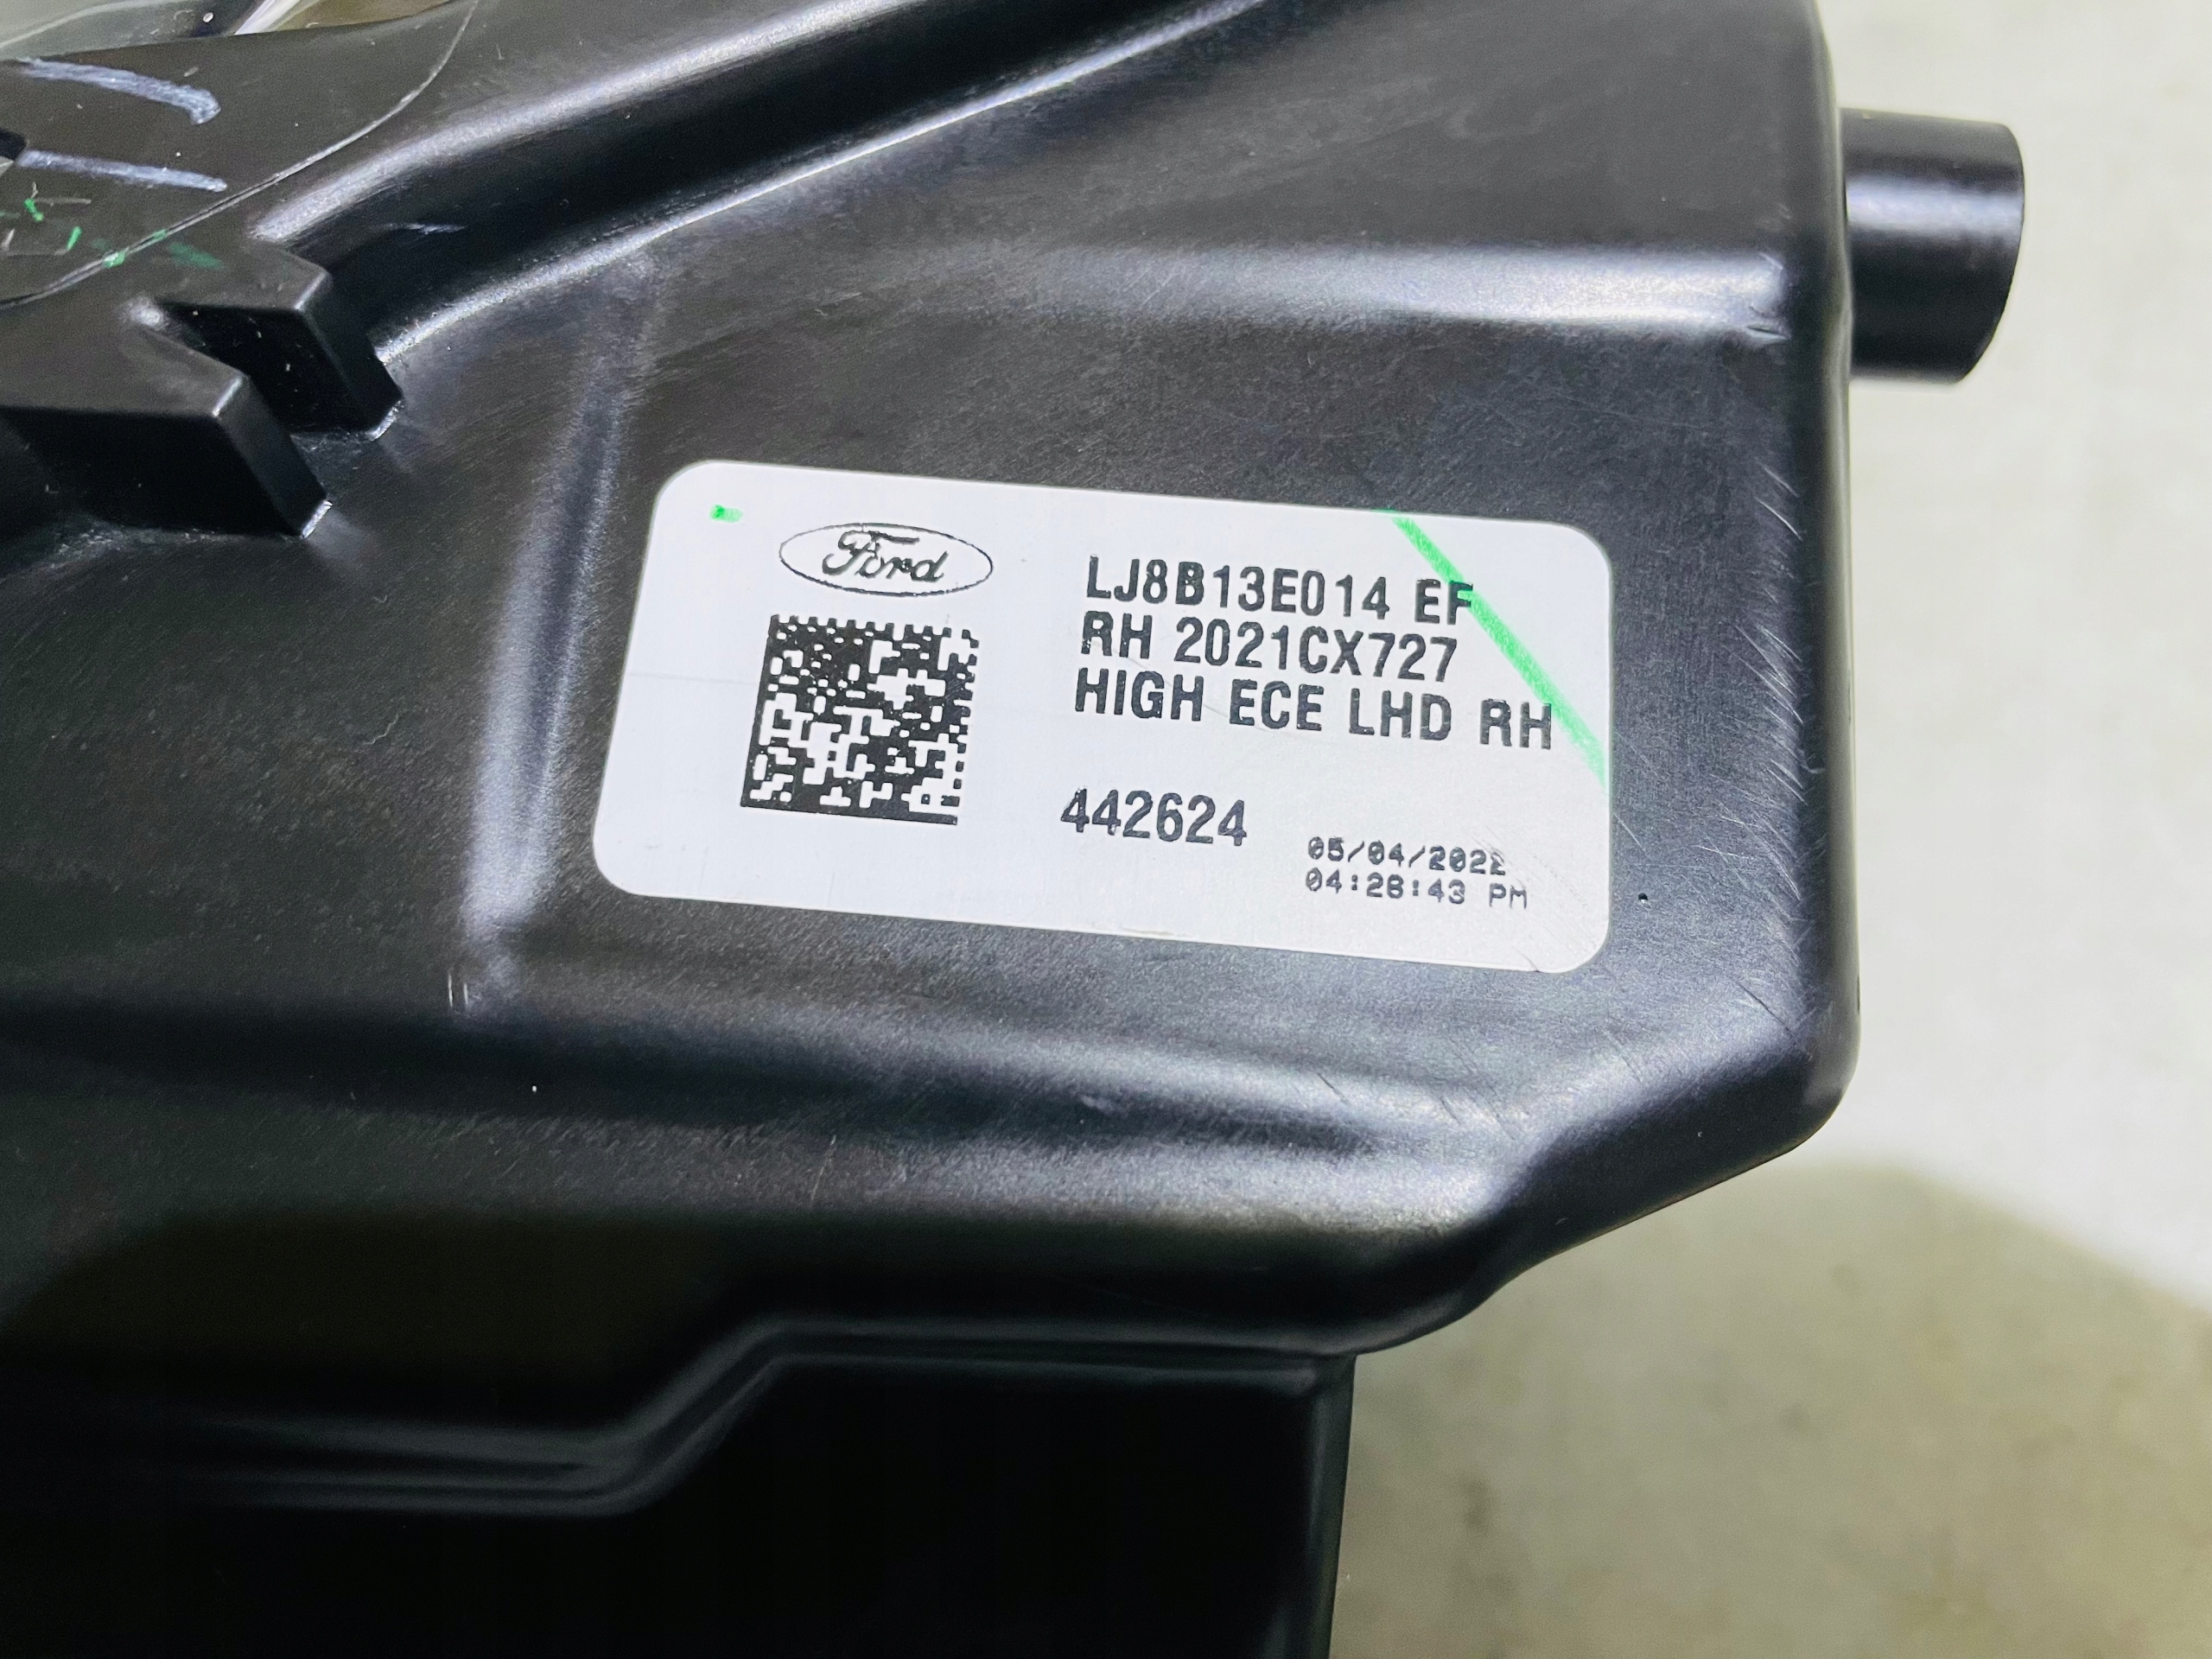 Ford
LJ8B13E014 EF
RH 2021CX727
HIGH ECE LHD RH
442624
05/04/2022
04:28:43 PM